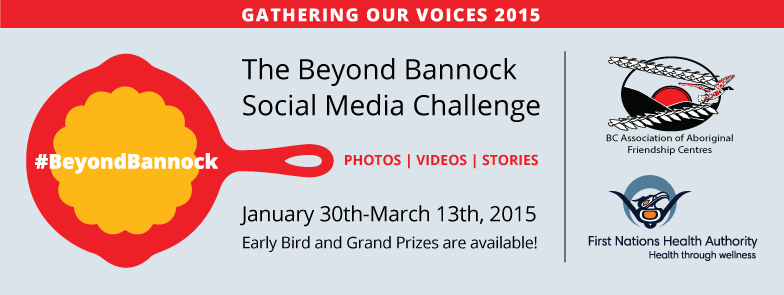 GATHERING OUR VOICES 2015
The Beyond Bannock
Social Media Challenge
#BeyondBannock
PHOTOS | VIDEOS | STORIES
January 30th-March 13th, 2015
Early Bird and Grand Prizes are available!
BC Association of Aboriginal
Friendship Centres
First Nations Health Authority
Health through wellness